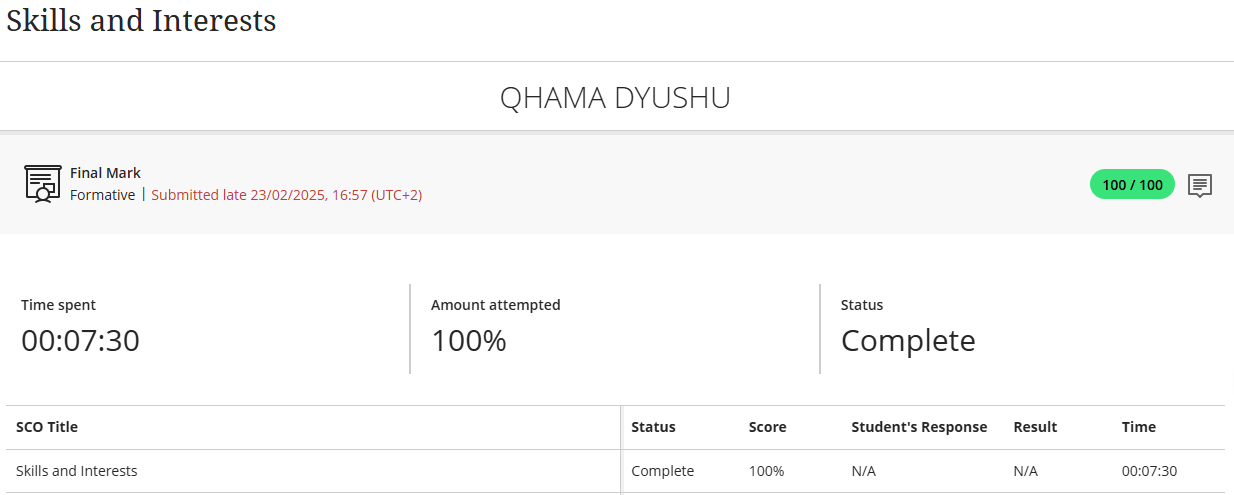 Skills and Interests
QHAMA DYUSHU
Final Mark
Formative | Submitted late 23/02/2025, 16:57 (UTC+2)
100 / 100
Time spent
00:07:30
Amount attempted
100%
Status
Complete
SCO Title Status Score Student's Response Result Time
Skills and Interests Complete 100% N/A N/A 00:07:30